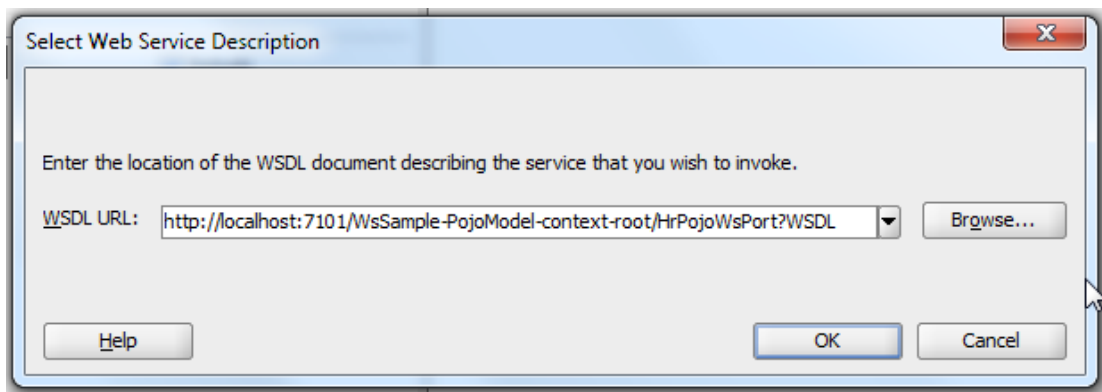 Select Web Service Description
X
Enter the location of the WSDL document describing the service that you wish to invoke.
WSDL URL: http://localhost:7101/WsSample-PojoModel-context-root/HrPojoWsPort?WSDL Browse...
Help OK Cancel